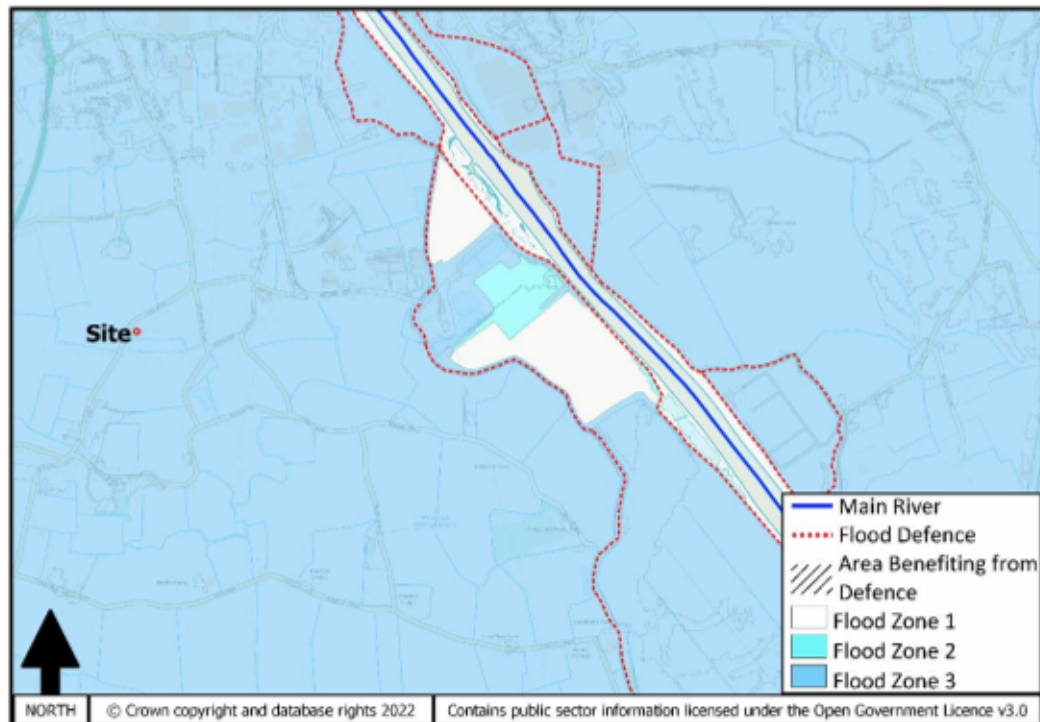 Site
Main River
Flood Defence
Area Benefiting from
Defence
Flood Zone 1
Flood Zone 2
Flood Zone 3
NORTH
© Crown copyright and database rights 2022
Contains public sector information licensed under the Open Government Licence v3.0